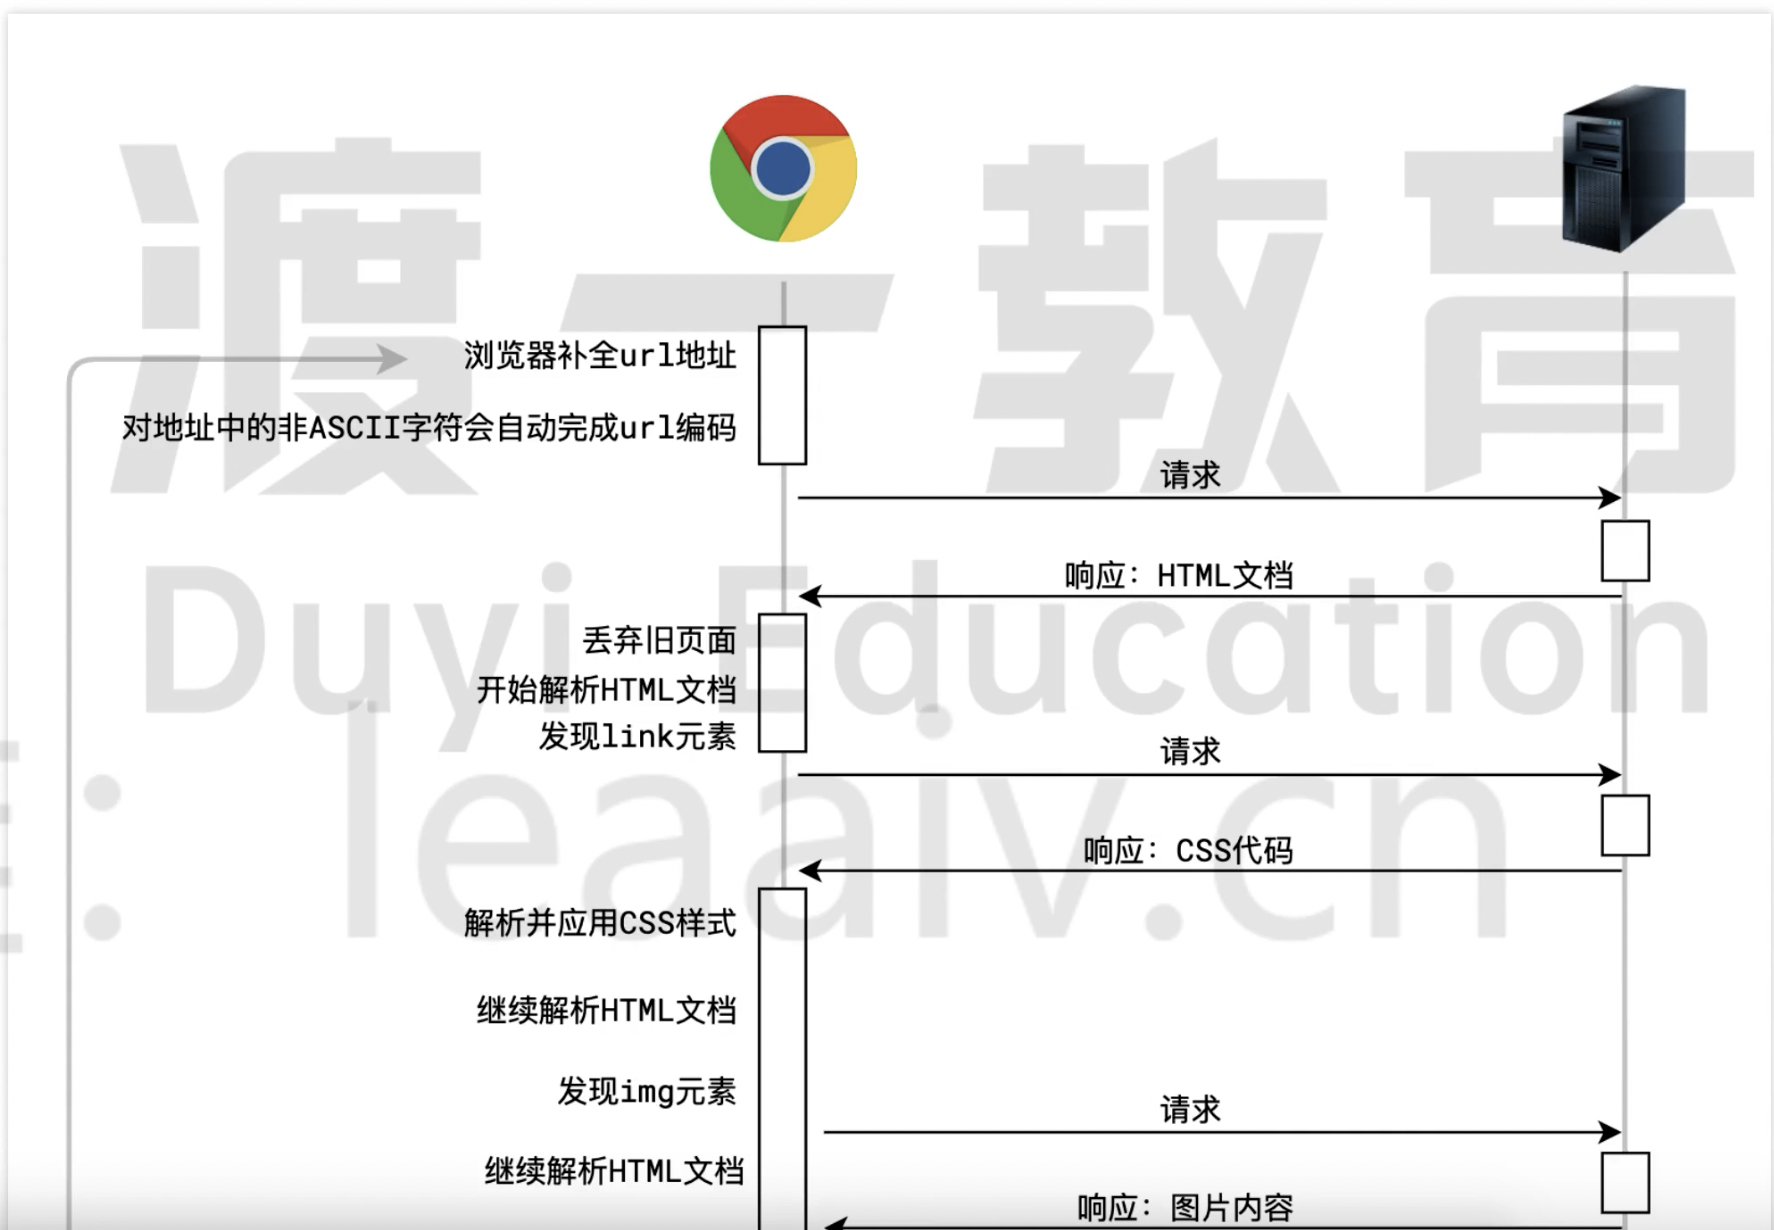 渡一教育
浏览器补全url地址
对地址中的非ASCII字符会自动完成url编码
请求
响应：HTML文档
Duyi Education
丢弃旧页面
开始解析HTML文档
发现link元素
请求
leaaiv.cn
响应：CSS代码
解析并应用CSS样式
继续解析HTML文档
发现img元素
请求
继续解析HTML文档
响应：图片内容